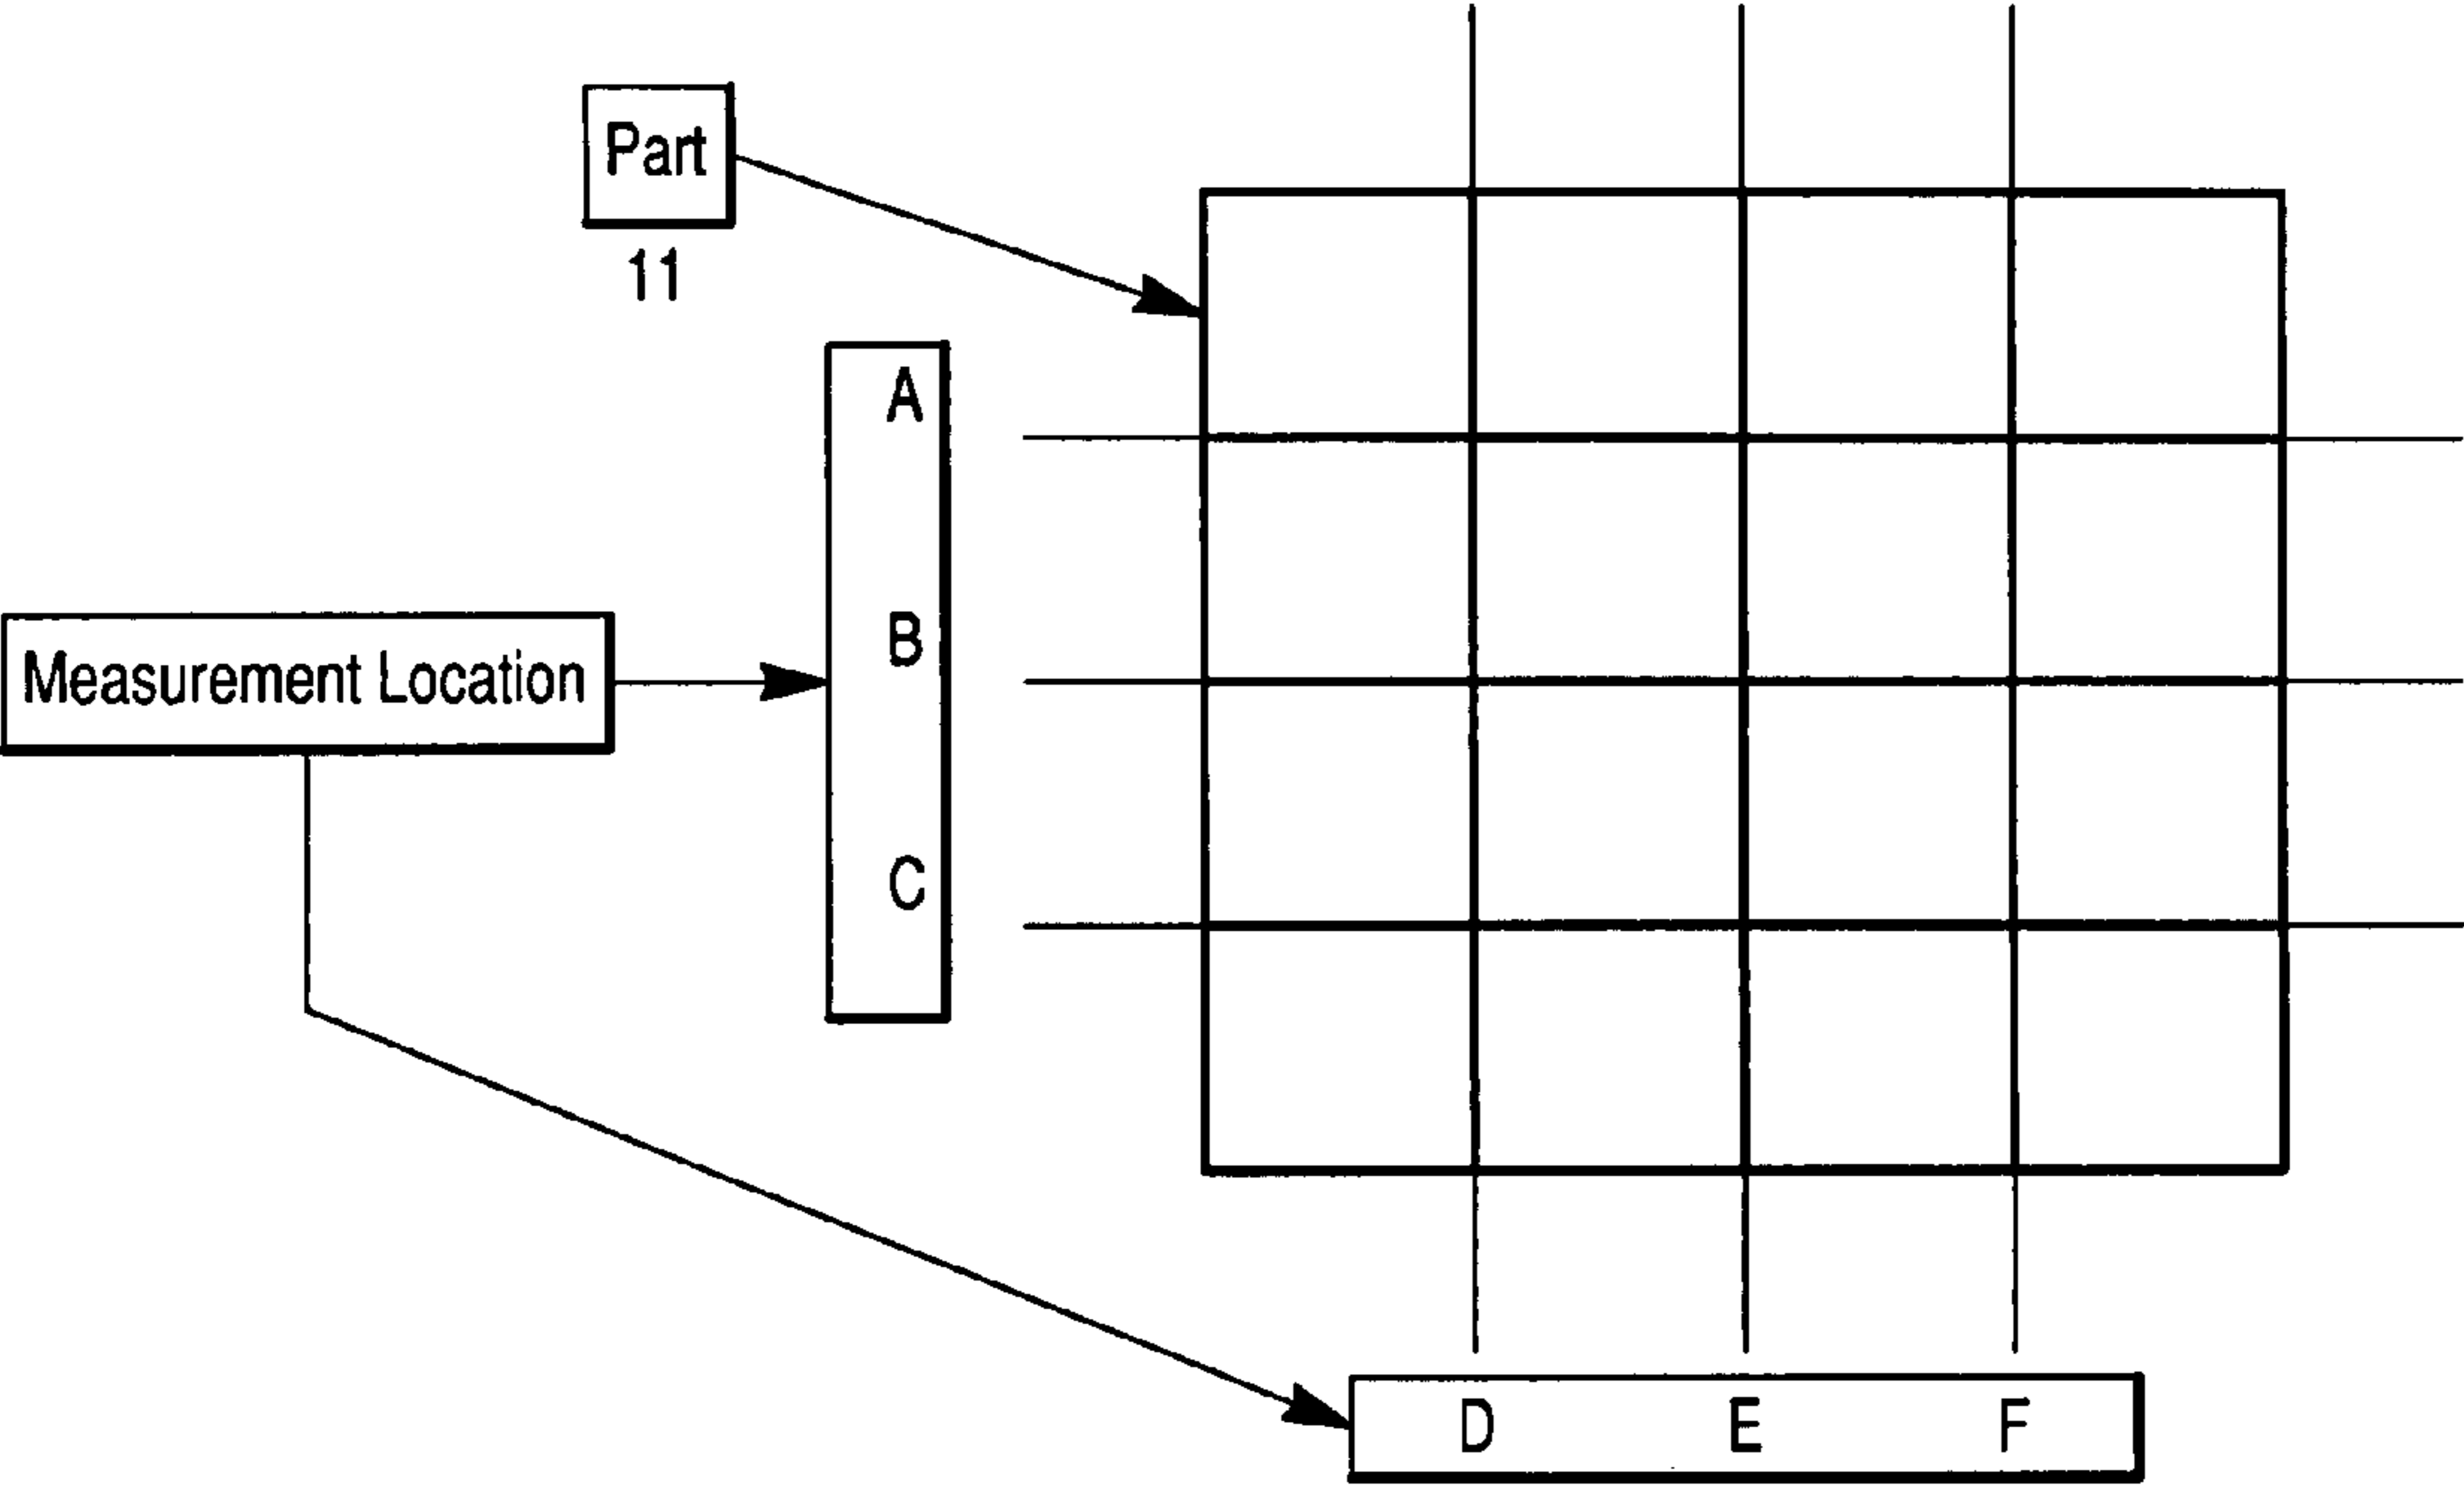 Part
11
A
B
Measurement Location
C
D E F